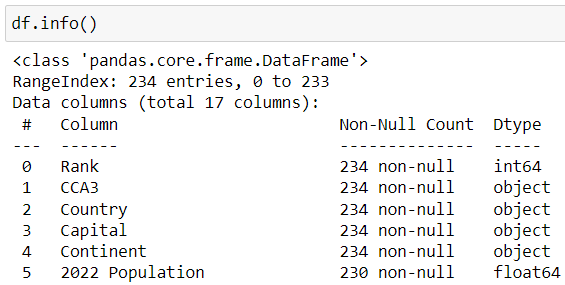 df.info()
<class 'pandas.core.frame.DataFrame'>
RangeIndex: 234 entries, 0 to 233
Data columns (total 17 columns):
 #   Column                       Non-Null Count  Dtype
---  ------                       --------------  -----
 0   Rank                         234 non-null    int64
 1   CCA3                         234 non-null    object
 2   Country                      234 non-null    object
 3   Capital                      234 non-null    object
 4   Continent                    234 non-null    object
 5   2022 Population              230 non-null    float64